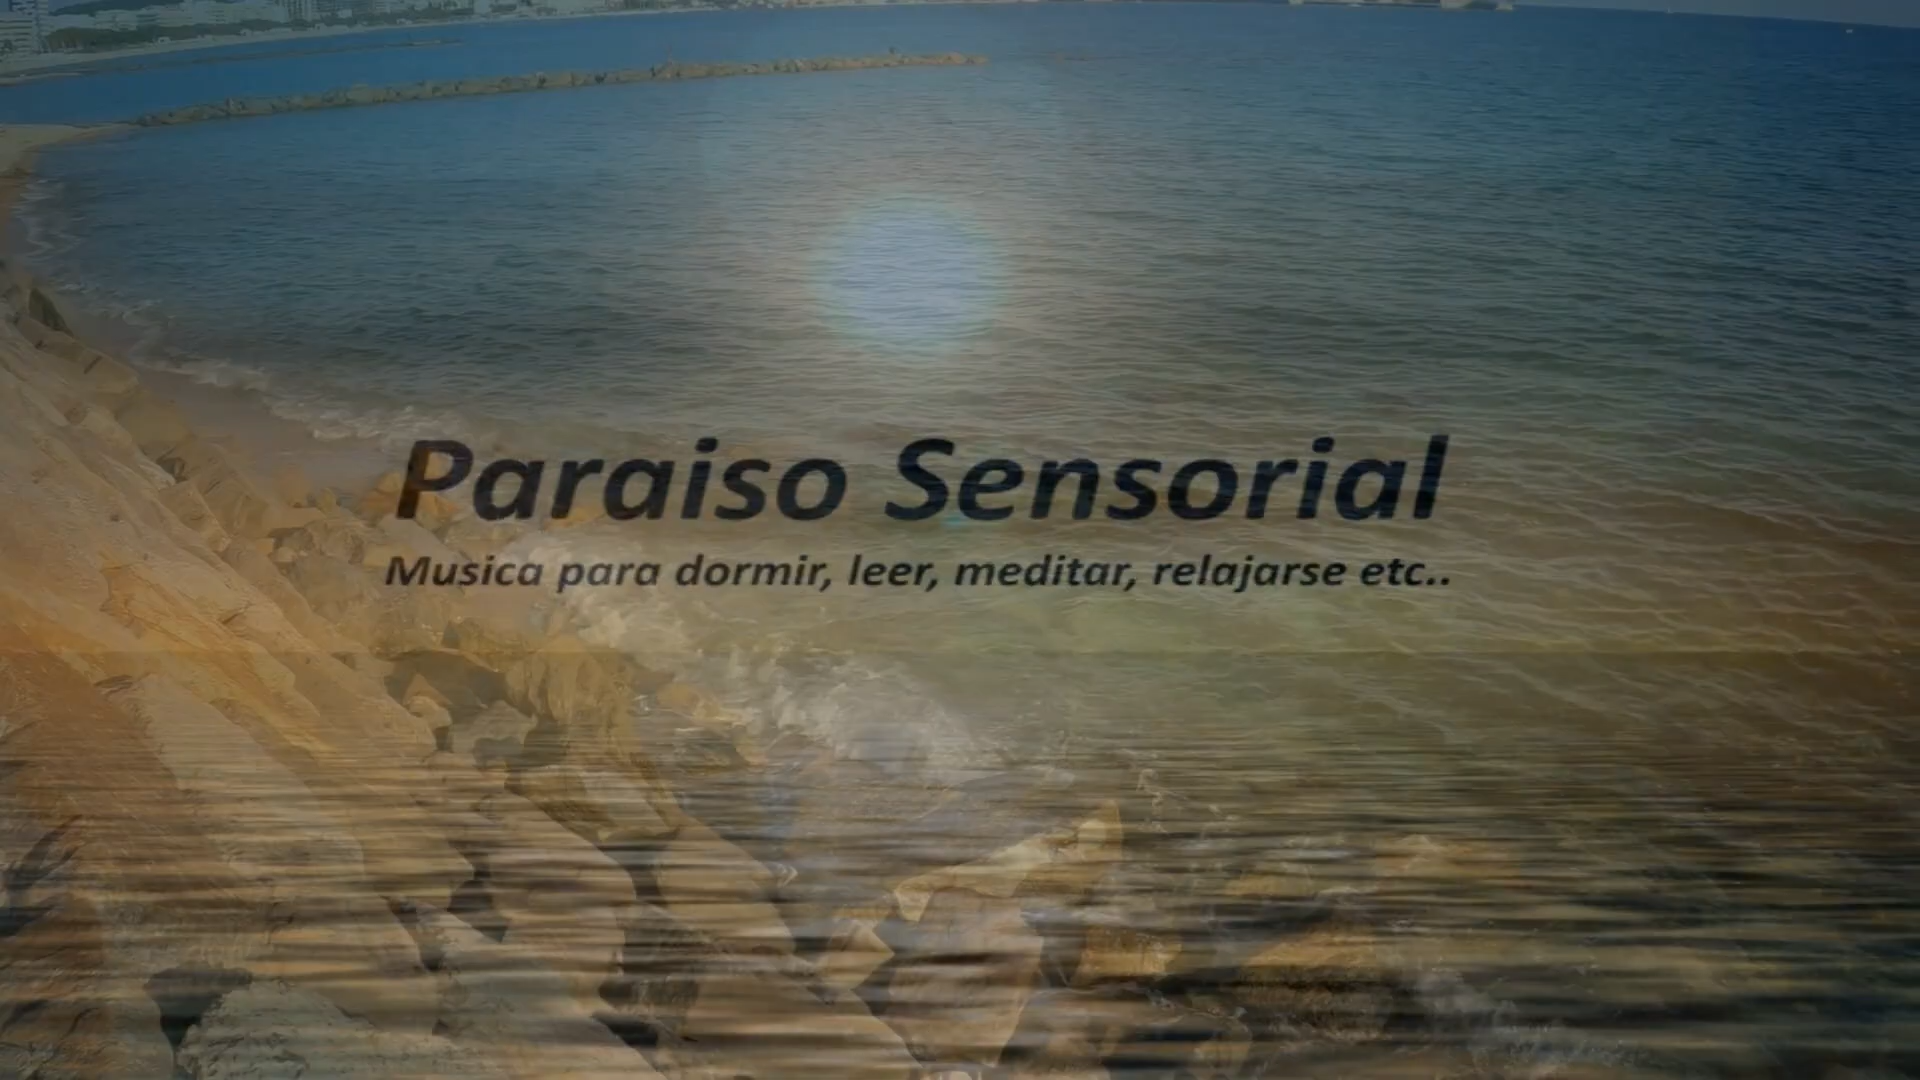 Paraiso Sensorial
Musica para dormir, leer, meditar, relajarse etc..